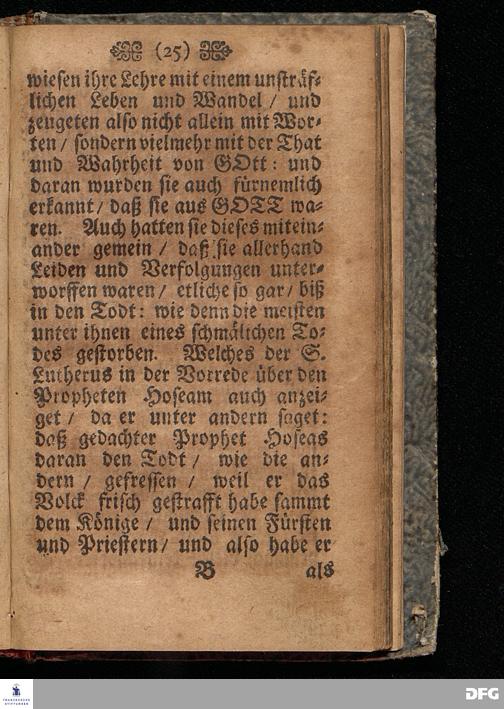 (25)
wiesen ihre Lehre mit einem unsträf-
lichen Leben und Wandel / und
zeugeten also nicht allein mit Wor-
ten / sondern vielmehr mit der That
und Wahrheit von GOtt: und
daran wurden sie auch fürnemlich
erkannt / daß sie aus GOTT wa-
ren. Auch hatten sie dieses mitein-
ander gemein / daß sie allerhand
Leiden und Verfolgungen unter-
worffen waren / etliche so gar / biß
in den Todt: wie denn die meisten
unter ihnen eines schmälichen To-
des gestorben. Welches der S.
Lutherus in der Vorrede über den
Propheten Hoseam auch anzei-
get / da er unter andern saget:
daß gedachter Prophet Hoseas
daran den Todt / wie die an-
dern / gefressen / weil er das
Volck frisch gestrafft habe sammt
dem Könige / und seinen Fürsten
und Priestern / und also habe er
B als
FRANCKESCHE
STIFTUNGEN
DFG